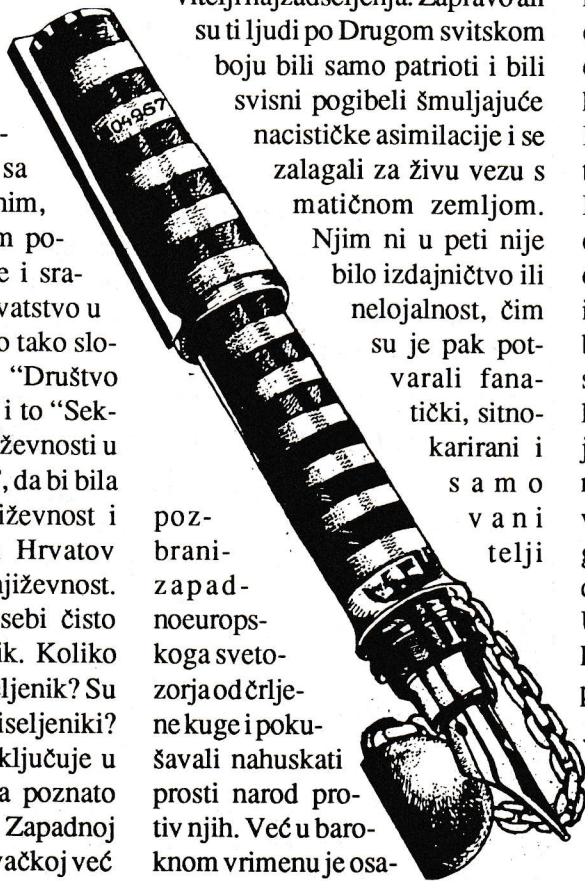 sa
nim,
m po-
e i sra-
vatstvo u
o tako slo-
“Društvo
i to “Sek-
ževnosti u
”, da bi bila
iževnost i
Hrvatov
njiževnost.
sebi čisto
ik. Koliko
eljenik? Su
iseljeniki?
ključuje u
a poznato
Zapadnoj
vačkoj već
najzadseljenja. Zapravo
su ti ljudi po Drugom svitskom
boju bili samo patrioti i bili
svisni pogibeli šmuljajuće
nacističke asimilacije i se
zalagali za živu vezu s
matičnom zemljom.
Njim ni u peti nije
bilo izdajničtvo ili
nelojalnost, čim
su je pak pot-
varali fana-
tički, sitno-
karirani i
samo
poz- vani
brani- telji
zapad-
noeurops-
koga sveto-
zorja od črlje-
ne kuge i poku-
šavali nahuskati
prosti narod pro-
tiv njih. Već u baro-
knom vrimenu je osa-
04967